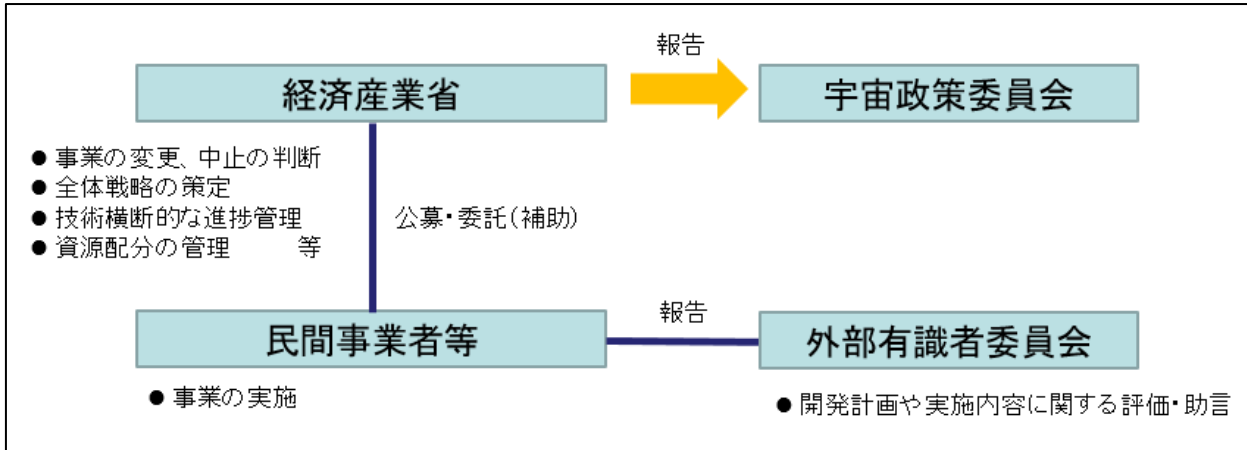 報告
経済産業省
宇宙政策委員会
● 事業の変更、中止の判断
● 全体戦略の策定
● 技術横断的な進捗管理
● 資源配分の管理　　等
公募・委託(補助)
報告
民間事業者等
外部有識者委員会
● 事業の実施
● 開発計画や実施内容に関する評価・助言